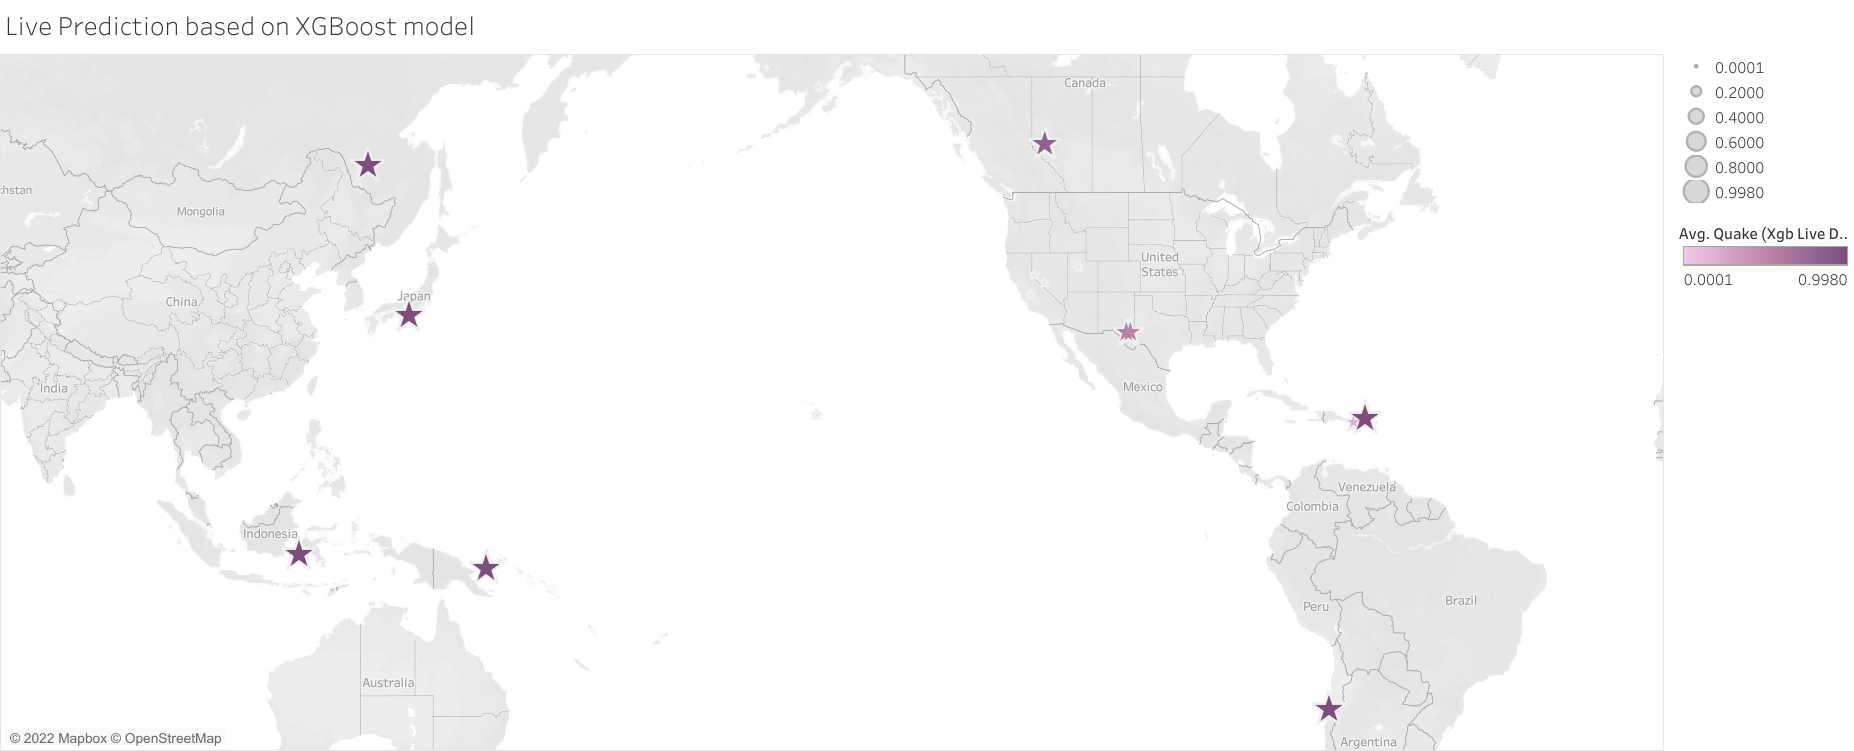 Live Prediction based on XGBoost model
Canada
0.0001
0.2000
0.4000
0.6000
0.8000
0.9980
Avg. Quake (Xgb Live D..
0.0001
0.9980
hstan
Mongolia
United
States
China
Japan
India
Mexico
Venezuela
Colombia
Indonesia
Peru
Brazil
Australia
Argentina
© 2022 Mapbox © OpenStreetMap